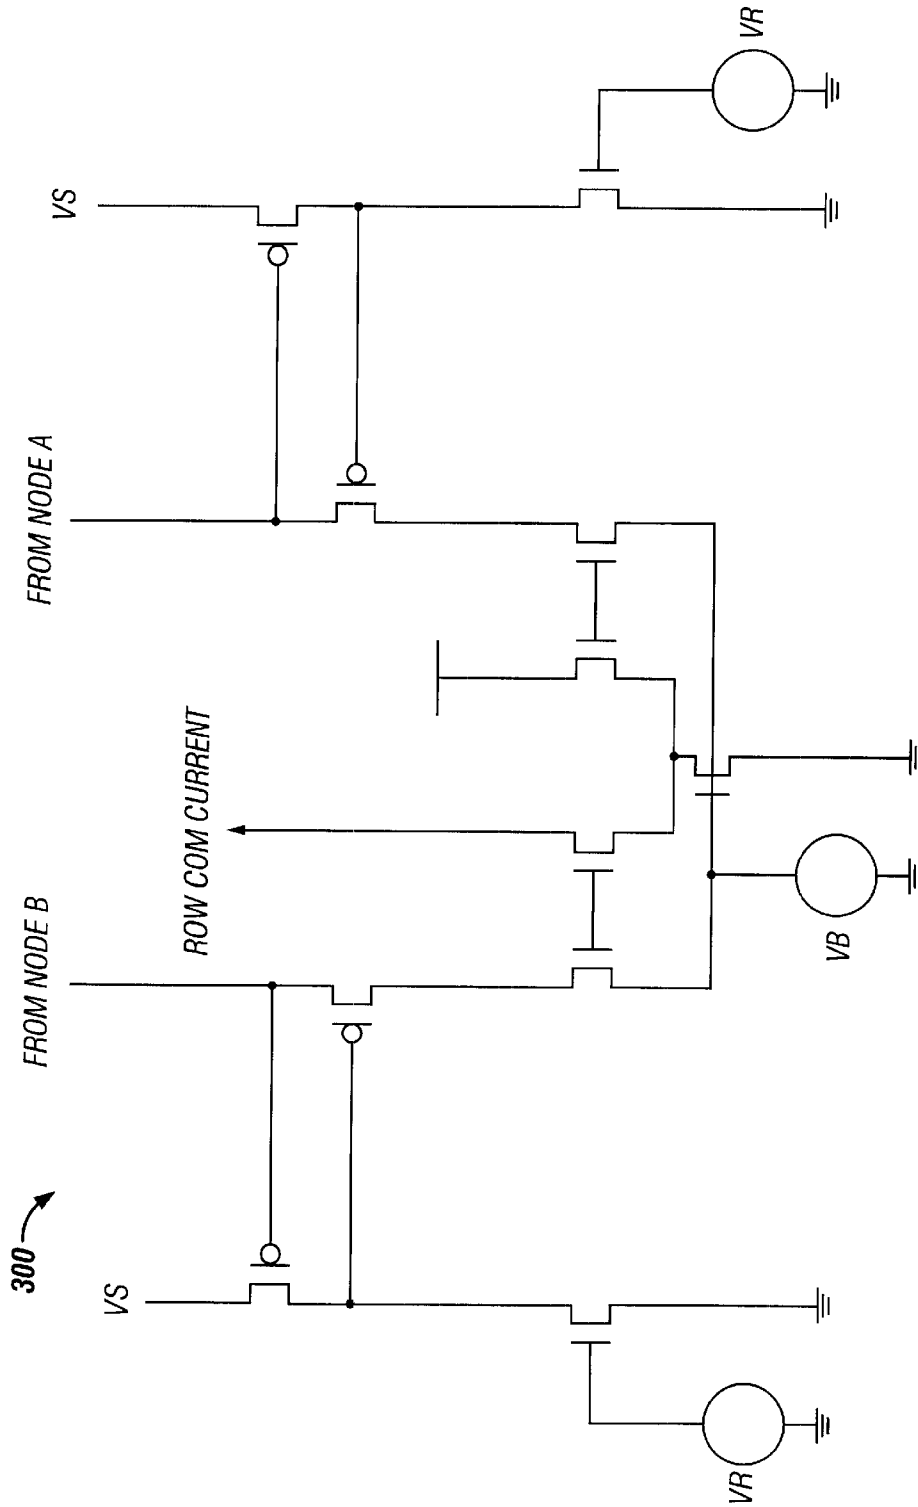 300
VS
FROM NODE B
ROW COM CURRENT
FROM NODE A
VS
VR
VB
VR